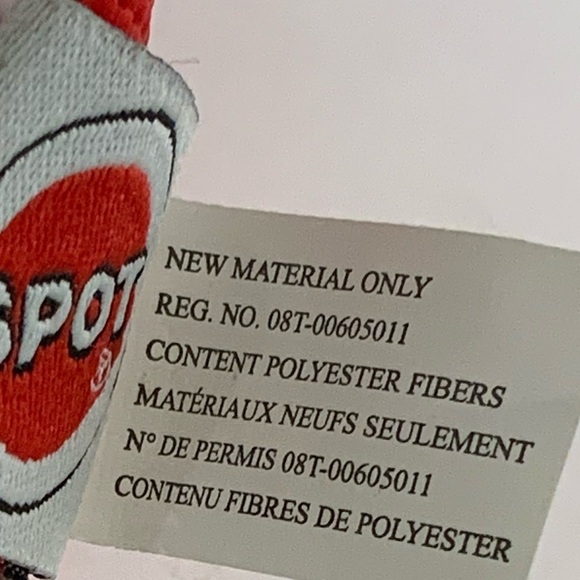 SPOT
®
NEW MATERIAL ONLY
REG. NO. 08T-00605011
CONTENT POLYESTER FIBERS
MATÉRIAUX NEUFS SEULEMENT
N° DE PERMIS 08T-00605011
CONTENU FIBRES DE POLYESTER